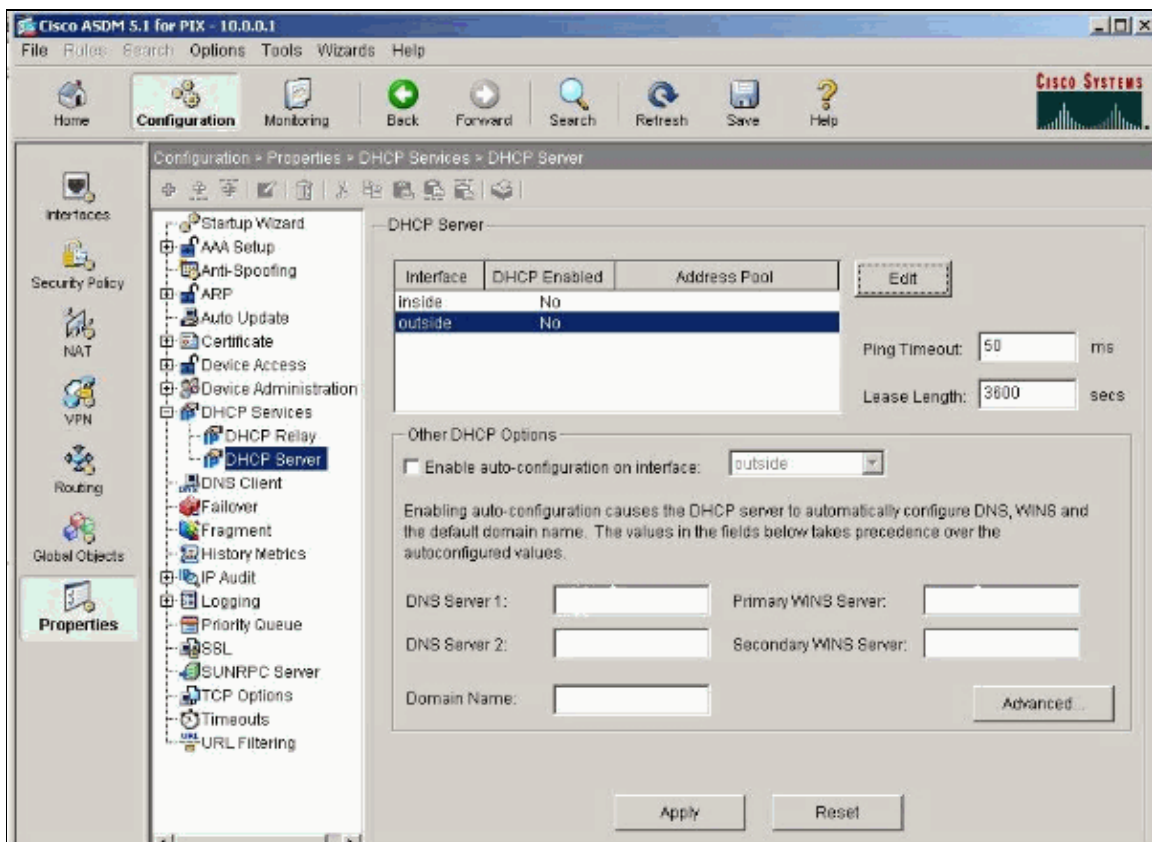 Cisco ASDM 5.1 for PIX - 10.0.0.1
File Rules Search Options Tools Wizards Help
Home Configuration Monitoring Back Forward Search Refresh Save Help
CISCO SYSTEMS
Configuration > Properties > DHCP Services > DHCP Server
Interfaces
Security Policy
NAT
VPN
Routing
Global Objects
Properties
Startup Wizard
AAA Setup
Anti-Spoofing
ARP
Auto Update
Certificate
Device Access
Device Administration
DHCP Services
DHCP Relay
DHCP Server
DNS Client
Failover
Fragment
History Metrics
IP Audit
Logging
Priority Queue
SSL
SUNRPC Server
TCP Options
Timeouts
URL Filtering
DHCP Server
Interface DHCP Enabled Address Pool
inside No
outside No
Edit
Ping Timeout: 50 ms
Lease Length: 3600 secs
Other DHCP Options
Enable auto-configuration on interface: outside
Enabling auto-configuration causes the DHCP server to automatically configure DNS, WINS and
the default domain name. The values in the fields below takes precedence over the
autoconfigured values.
DNS Server 1: Primary WINS Server:
DNS Server 2: Secondary WINS Server:
Domain Name: Advanced...
Apply Reset